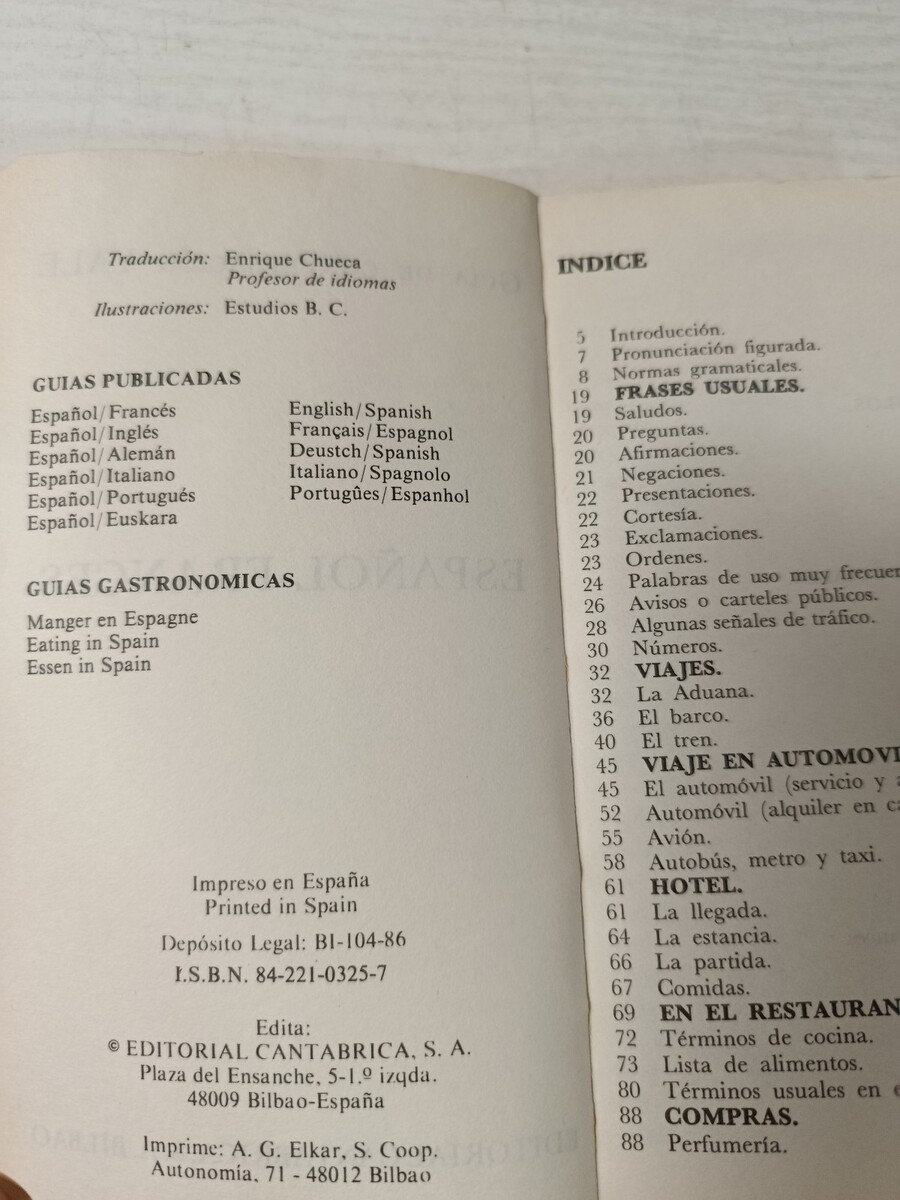 Traducción: Enrique Chueca
Profesor de idiomas
Ilustraciones: Estudios B. C.
GUIAS PUBLICADAS
Español/Francés
Español/Inglés
Español/Alemán
Español/Italiano
Español/Portugués
Español/Euskara
English/Spanish
Français/Espagnol
Deustch/Spanish
Italiano/Spagnolo
Portugûes/Espanhol
GUIAS GASTRONOMICAS
Manger en Espagne
Eating in Spain
Essen in Spain
Impreso en España
Printed in Spain
Depósito Legal: BI-104-86
I.S.B.N. 84-221-0325-7
Edita:
© EDITORIAL CANTABRICA, S. A.
Plaza del Ensanche, 5-1.º izqda.
48009 Bilbao-España
Imprime: A. G. Elkar, S. Coop.
Autonomía, 71 - 48012 Bilbao
INDICE
5 Introducción.
7 Pronunciación figurada.
8 Normas gramaticales.
19 FRASES USUALES.
19 Saludos.
20 Preguntas.
20 Afirmaciones.
21 Negaciones.
22 Presentaciones.
22 Cortesía.
23 Exclamaciones.
23 Ordenes.
24 Palabras de uso muy frecuen
26 Avisos o carteles públicos.
28 Algunas señales de tráfico.
30 Números.
32 VIAJES.
32 La Aduana.
36 El barco.
40 El tren.
45 VIAJE EN AUTOMOVI
45 El automóvil (servicio y a
52 Automóvil (alquiler en ca
55 Avión.
58 Autobús, metro y taxi.
61 HOTEL.
61 La llegada.
64 La estancia.
66 La partida.
67 Comidas.
69 EN EL RESTAURAN
72 Términos de cocina.
73 Lista de alimentos.
80 Términos usuales en e
88 COMPRAS.
88 Perfumería.